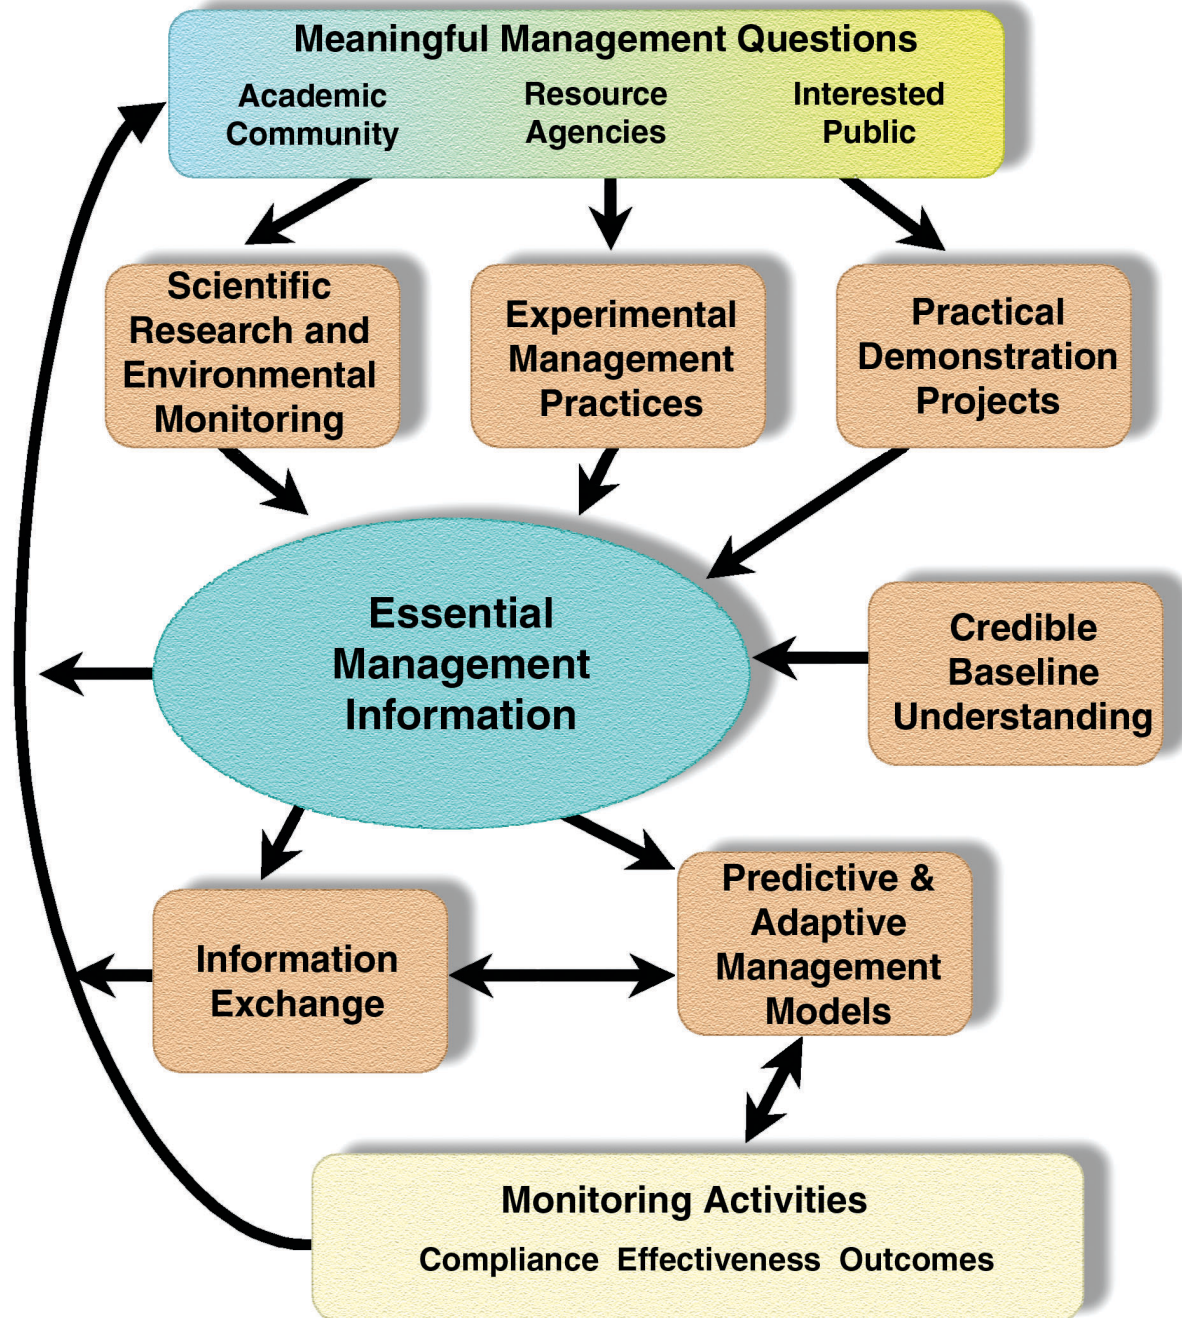 Meaningful Management Questions
Academic
Community
Resource
Agencies
Interested
Public
Scientific
Research and
Environmental
Monitoring
Experimental
Management
Practices
Practical
Demonstration
Projects
Essential
Management
Information
Credible
Baseline
Understanding
Information
Exchange
Predictive &
Adaptive
Management
Models
Monitoring Activities
Compliance Effectiveness Outcomes